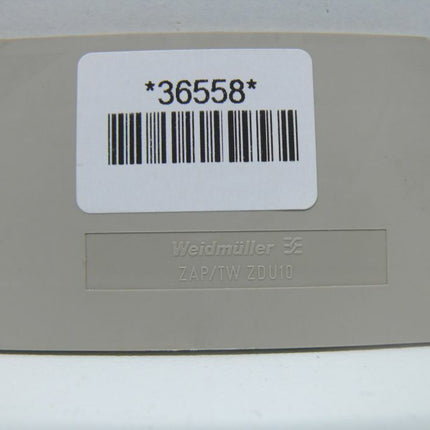 *36558*
Weidmüller
ZAP/TW ZDU10